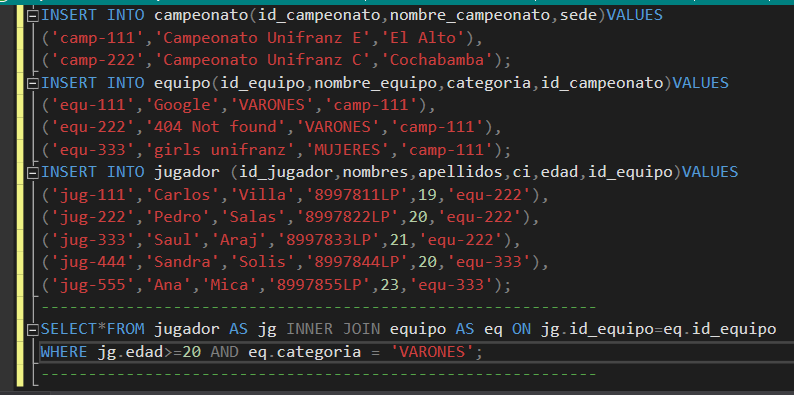 INSERT INTO campeonato(id_campeonato,nombre_campeonato,sede)VALUES
('camp-111','Campeonato Unifranz E','El Alto'),
('camp-222','Campeonato Unifranz C','Cochabamba');
INSERT INTO equipo(id_equipo,nombre_equipo,categoria,id_campeonato)VALUES
('equ-111','Google','VARONES','camp-111'),
('equ-222','404 Not found','VARONES','camp-111'),
('equ-333','girls unifranz','MUJERES','camp-111');
INSERT INTO jugador (id_jugador,nombres,apellidos,ci,edad,id_equipo)VALUES
('jug-111','Carlos','Villa','8997811LP',19,'equ-222'),
('jug-222','Pedro','Salas','8997822LP',20,'equ-222'),
('jug-333','Saul','Araj','8997833LP',21,'equ-222'),
('jug-444','Sandra','Solis','8997844LP',20,'equ-333'),
('jug-555','Ana','Mica','8997855LP',23,'equ-333');
-----------------------------------------------------------
SELECT*FROM jugador AS jg INNER JOIN equipo AS eq ON jg.id_equipo=eq.id_equipo
WHERE jg.edad>=20 AND eq.categoria = 'VARONES';
-----------------------------------------------------------